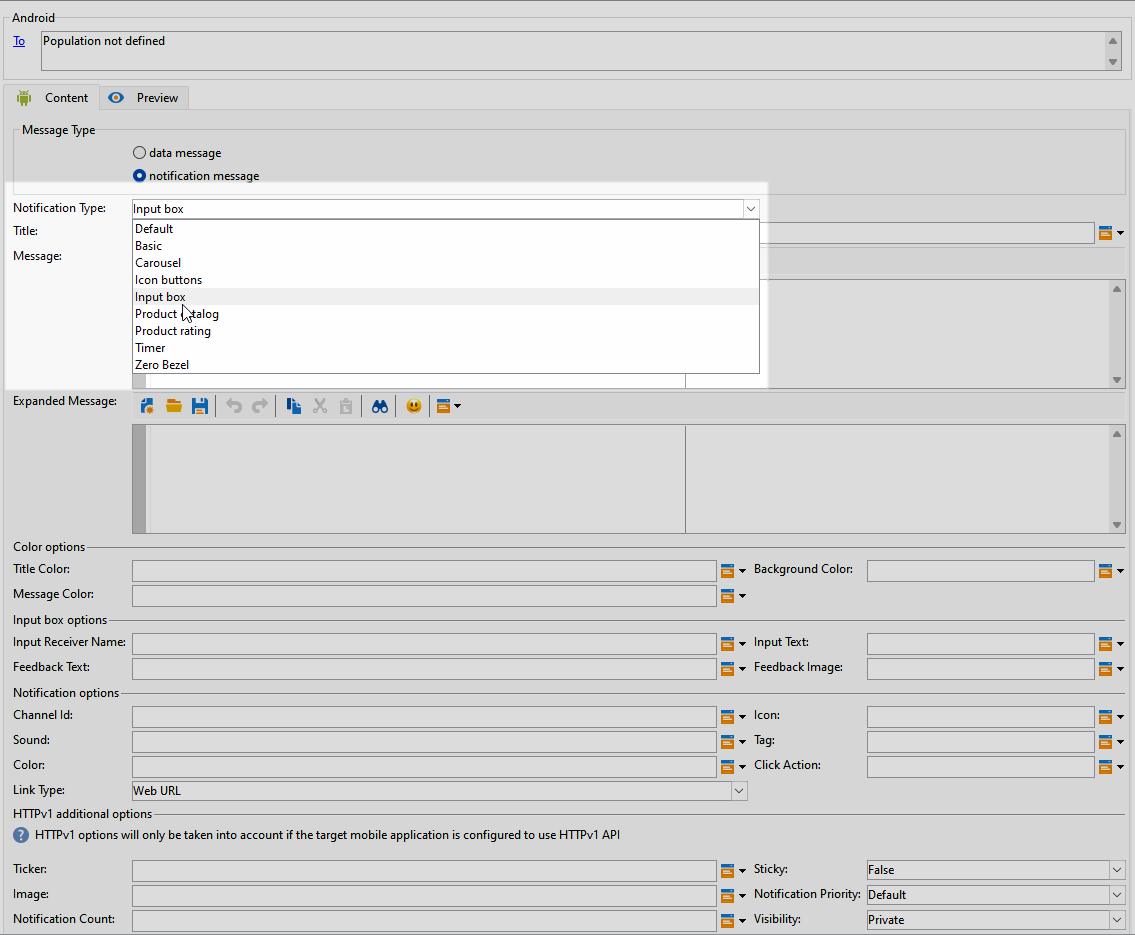 Android
To Population not defined
Content Preview
Message Type
data message
notification message
Notification Type: Input box
Title: Default
Basic
Message:
Carousel
Icon buttons
Input box
Product catalog
Product rating
Timer
Zero Bezel
Expanded Message:
Color options
Title Color: Background Color:
Message Color:
Input box options
Input Receiver Name: Input Text:
Feedback Text: Feedback Image:
Notification options
Channel Id: Icon:
Sound: Tag:
Color: Click Action:
Link Type: Web URL
HTTPv1 additional options
HTTPv1 options will only be taken into account if the target mobile application is configured to use HTTPv1 API
Ticker: Sticky: False
Image: Notification Priority: Default
Notification Count: Visibility: Private